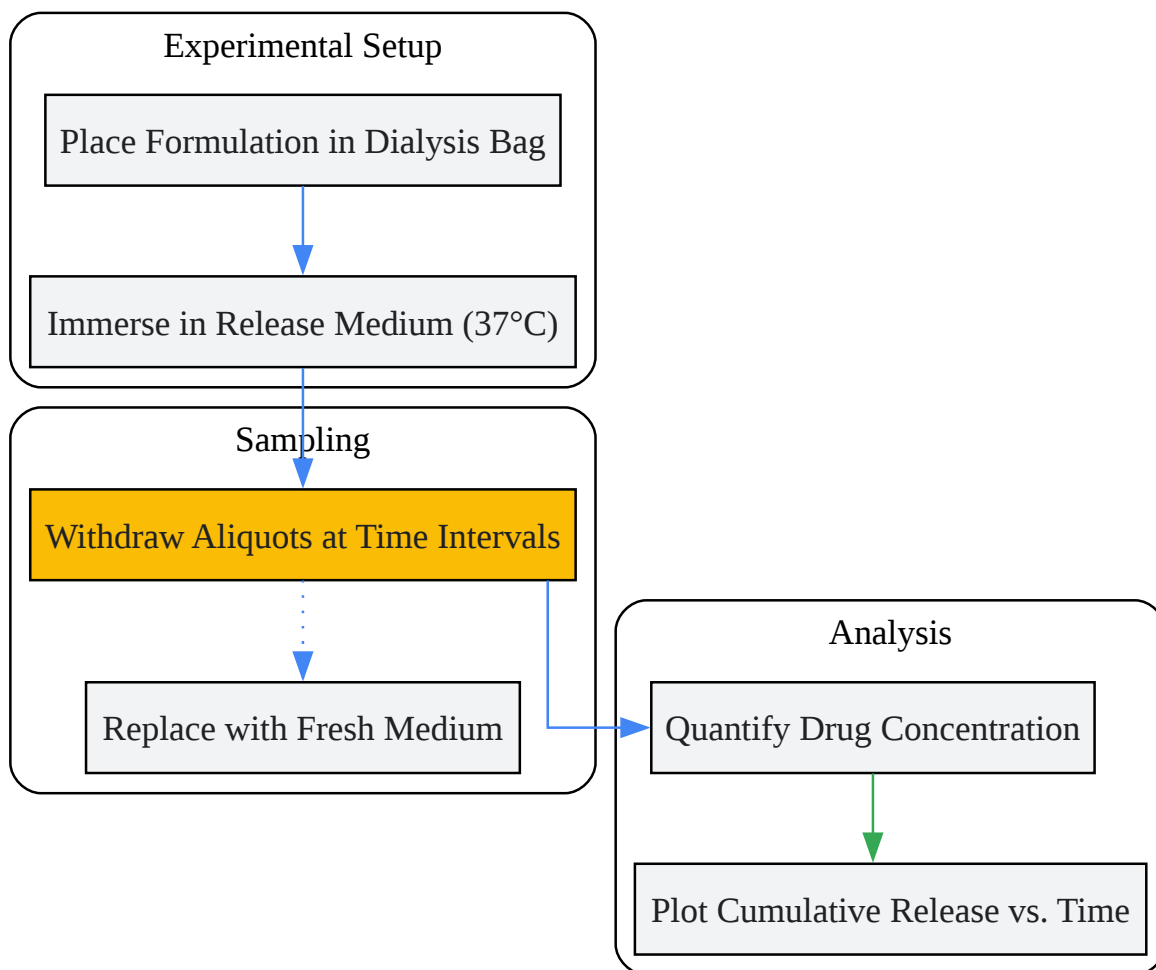 Experimental Setup
Place Formulation in Dialysis Bag
Immerse in Release Medium (37°C)
Sampling
Withdraw Aliquots at Time Intervals
Replace with Fresh Medium
Analysis
Quantify Drug Concentration
Plot Cumulative Release vs. Time